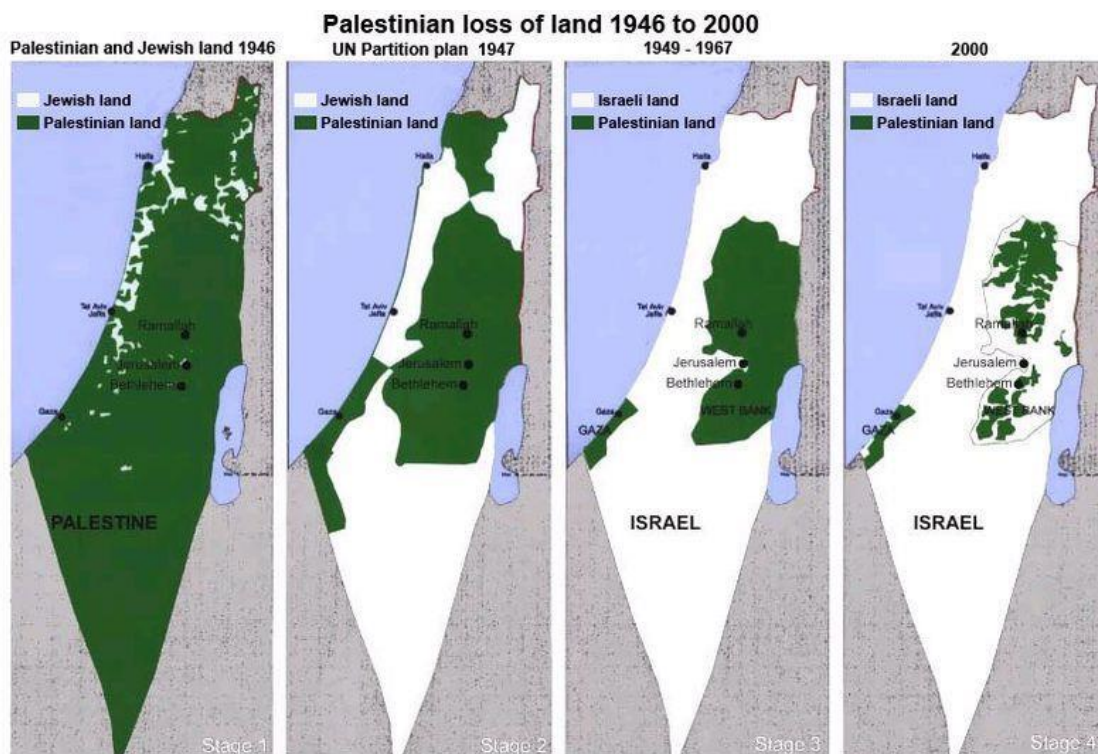 Palestinian loss of land 1946 to 2000
Palestinian and Jewish land 1946
Jewish land
Palestinian land
Haifa
Tel Aviv
Jaffa
Ramallah
Jerusalem
Bethlehem
Gaza
PALESTINE
Stage 1
UN Partition plan 1947
Jewish land
Palestinian land
Haifa
Tel Aviv
Jaffa
Ramallah
Jerusalem
Bethlehem
Gaza
Stage 2
1949 - 1967
Israeli land
Palestinian land
Haifa
Tel Aviv
Jaffa
Ramallah
Jerusalem
Bethlehem
WEST BANK
Gaza
GAZA
ISRAEL
Stage 3
2000
Israeli land
Palestinian land
Haifa
Tel Aviv
Jaffa
Ramallah
Jerusalem
Bethlehem
WEST BANK
Gaza
GAZA
ISRAEL
Stage 4